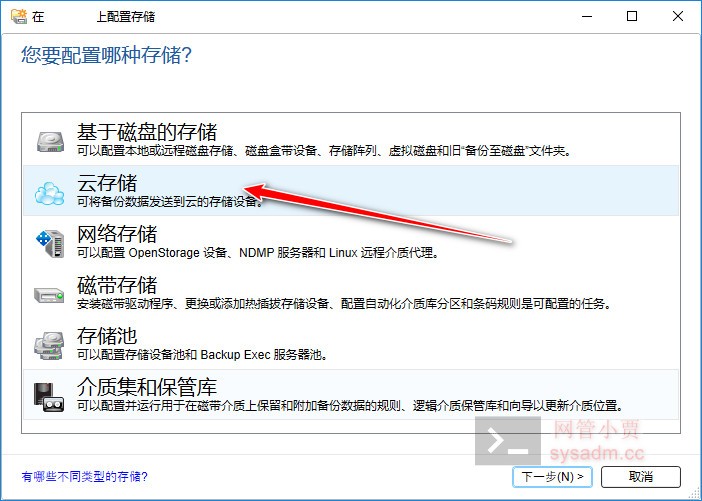 在 上配置存储
您要配置哪种存储?
基于磁盘的存储
可以配置本地或远程磁盘存储、磁盘盒带设备、存储阵列、虚拟磁盘和旧“备份至磁盘”文件夹。
云存储
可将备份数据发送到云的存储设备。
网络存储
可以配置 OpenStorage 设备、NDMP 服务器和 Linux 远程介质代理。
磁带存储
安装磁带驱动程序、更换或添加热插拔存储设备、配置自动化介质库分区和条码规则是可配置的任务。
存储池
可以配置存储设备池和 Backup Exec 服务器池。
介质集和保管库
可以配置并运行用于在磁带介质上保留和附加备份数据的规则、逻辑介质保管库和向导以更新介质位置。
网管小贾
sysadm.cc
有哪些不同类型的存储?
下一步(N) >
取消